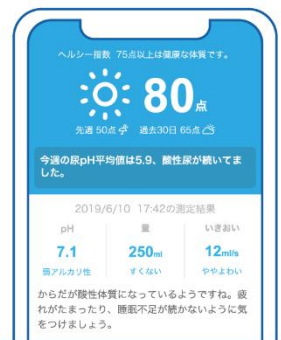 ヘルシー指数 75点以上は健康な体質です。
80点
先週 50点 過去30日 65点
今週の尿pH平均値は5.9、酸性尿が続いてま
した。
2019/6/10 17:42の測定結果
pH 量 いきおい
7.1 250ml 12ml/s
弱アルカリ性 すくない ややよわい
からだが酸性体質になっているようですね。疲
れがたまったり、睡眠不足が続かないように気
をつけましょう。